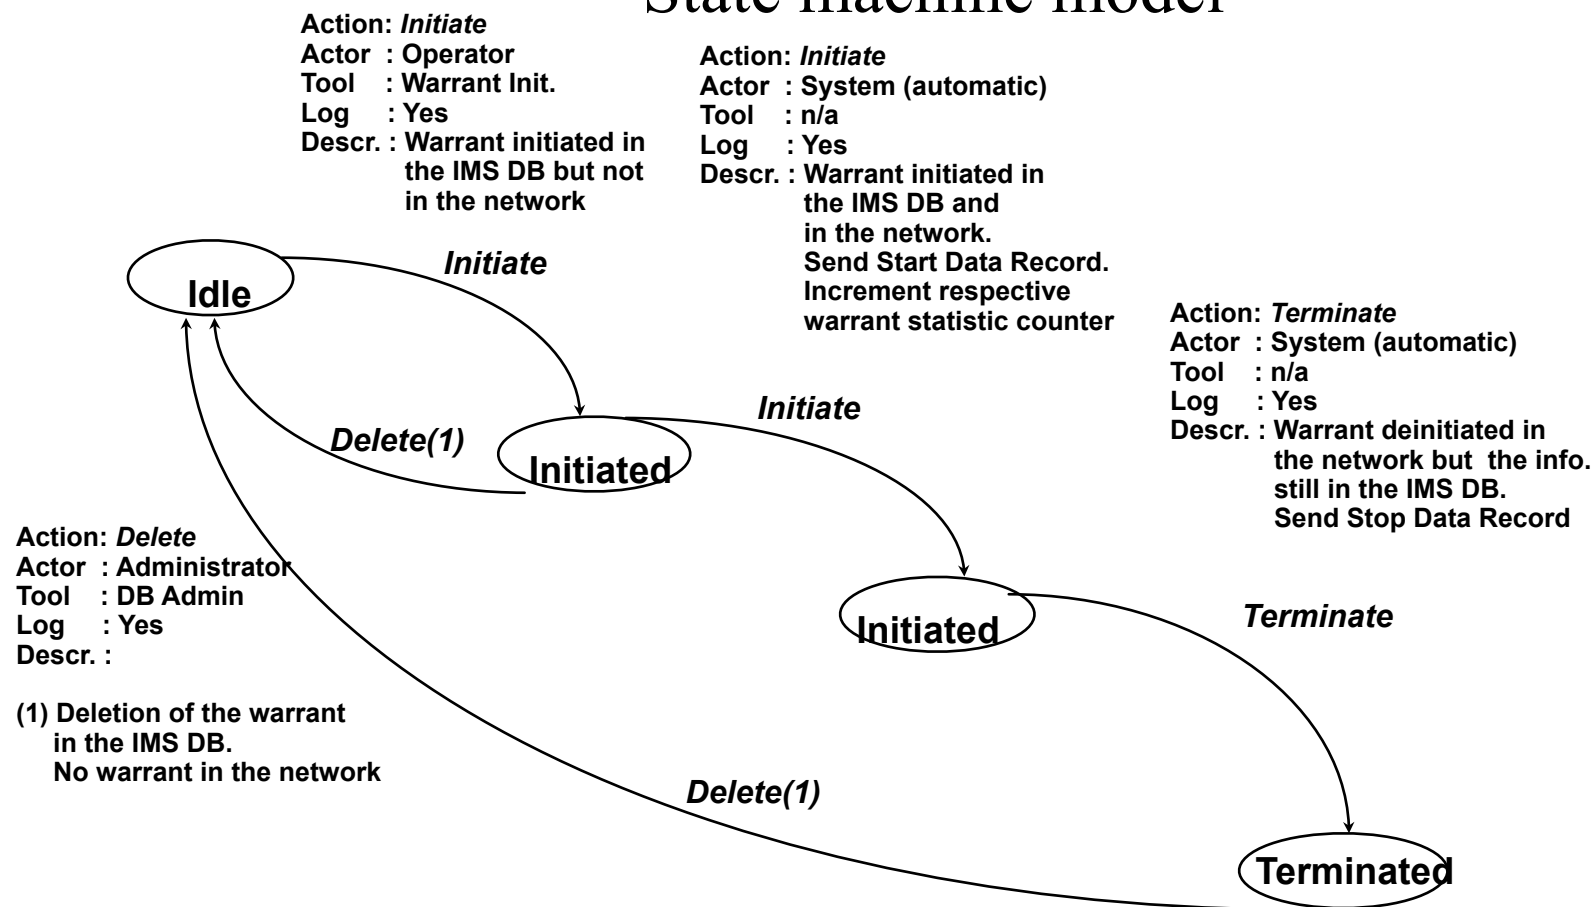 State machine model
Action: Initiate
Actor : Operator
Tool : Warrant Init.
Log : Yes
Descr. : Warrant initiated in
the IMS DB but not
in the network
Action: Initiate
Actor : System (automatic)
Tool : n/a
Log : Yes
Descr. : Warrant initiated in
the IMS DB and
in the network.
Send Start Data Record.
Increment respective
warrant statistic counter
Initiate
Idle
Action: Terminate
Actor : System (automatic)
Tool : n/a
Log : Yes
Descr. : Warrant deinitiated in
the network but the info.
still in the IMS DB.
Send Stop Data Record
Initiate
Delete(1)
Initiated
Action: Delete
Actor : Administrator
Tool : DB Admin
Log : Yes
Descr. :
(1) Deletion of the warrant
in the IMS DB.
No warrant in the network
Initiated
Terminate
Delete(1)
Terminated